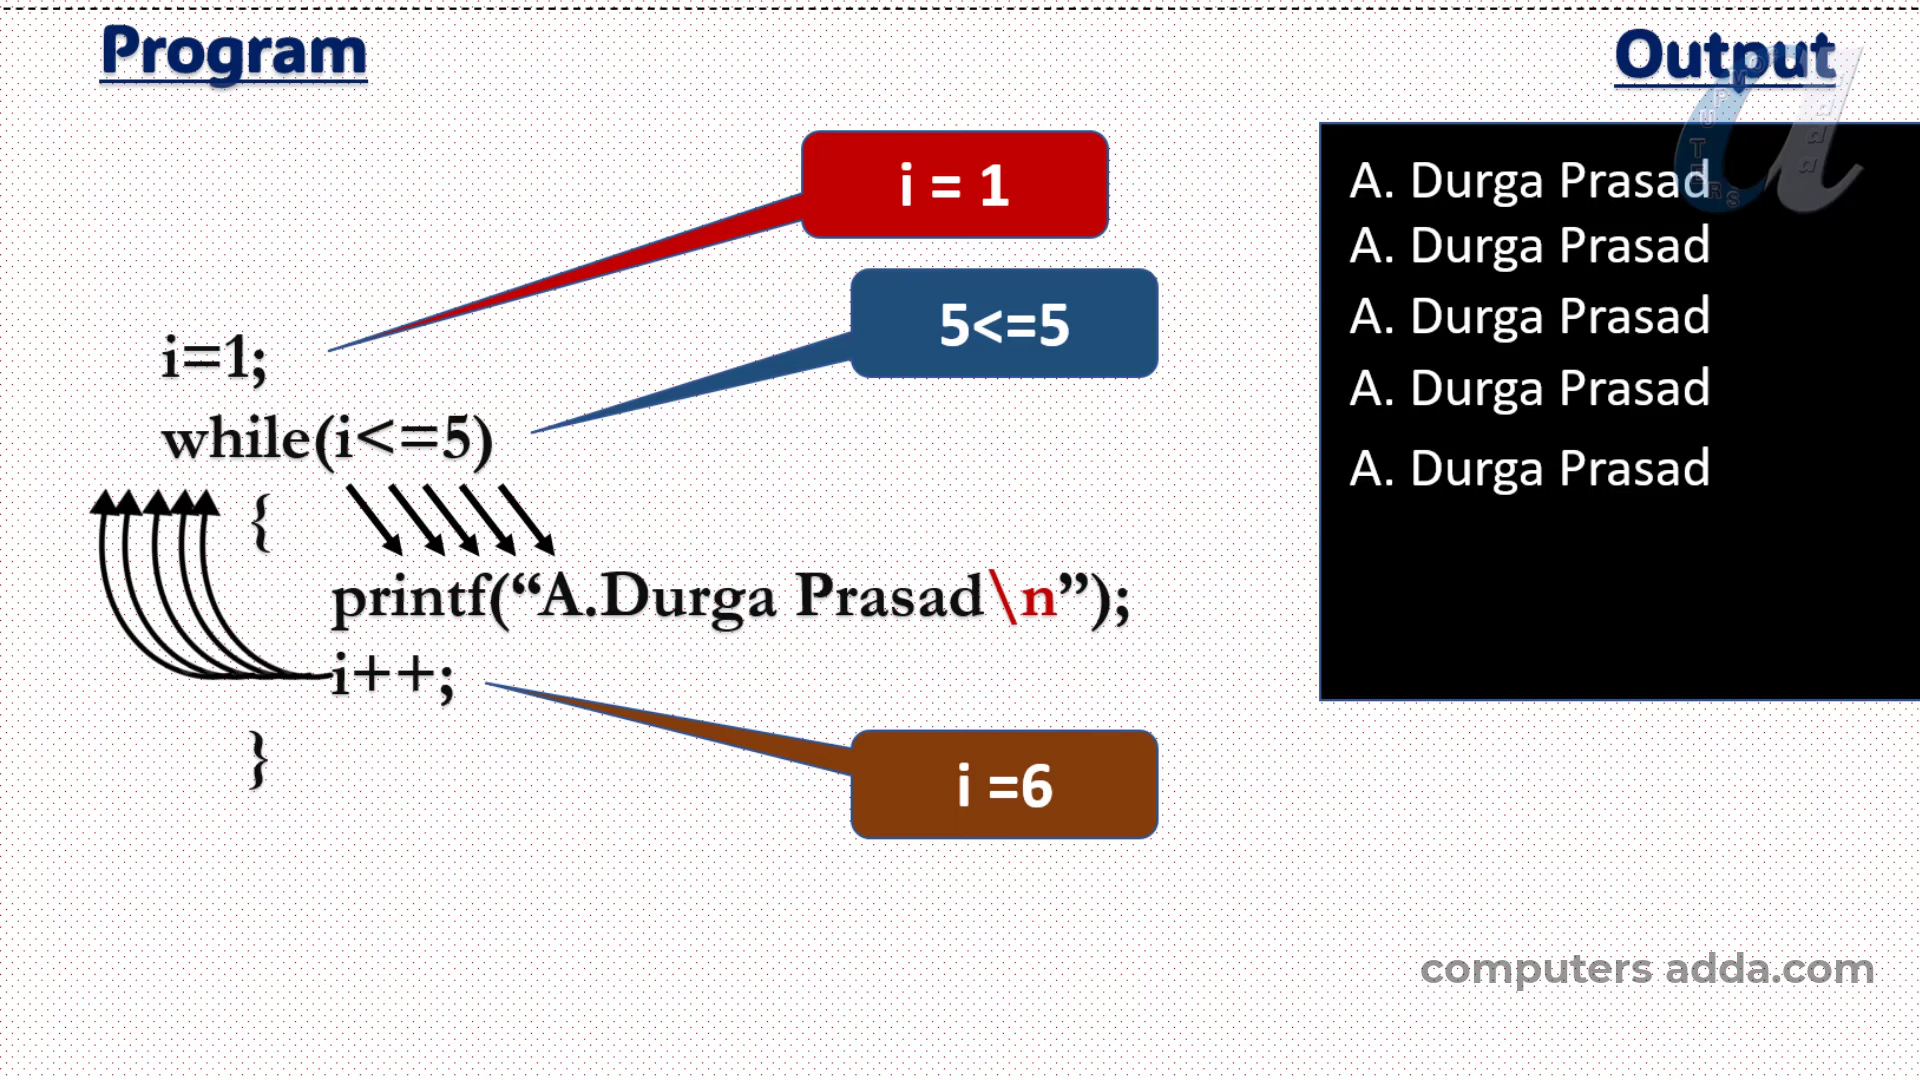 Program
Output
i = 1
5<=5
i=1;
while(i<=5)
{
printf(“A.Durga Prasad\n”);
i++;
}
i =6
A. Durga Prasad
A. Durga Prasad
A. Durga Prasad
A. Durga Prasad
A. Durga Prasad
computers adda.com